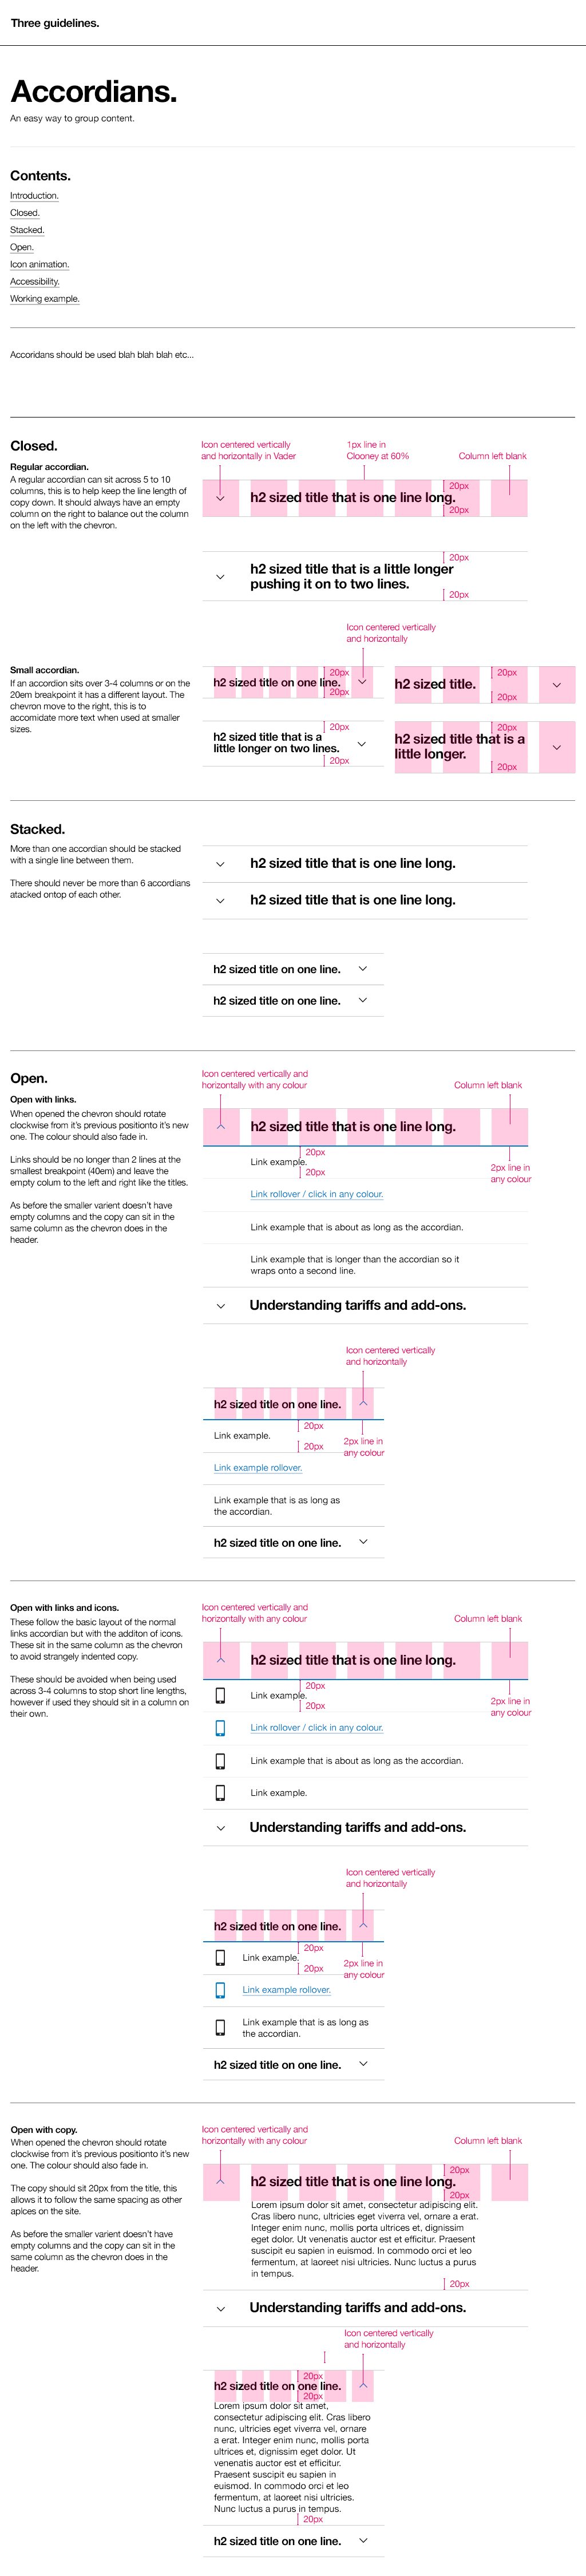 Three guidelines.
Accordians.
An easy way to group content.
Contents.
Introduction.
Closed.
Stacked.
Open.
Icon animation.
Accessibility.
Working example.
Accoridans should be used blah blah blah etc...
Closed.
Regular accordian.
A regular accordian can sit across 5 to 10
columns, this is to help keep the line length of
copy down. It should always have an empty
column on the right to balance out the column
on the left with the chevron.
Icon centered vertically
and horizontally in Vader
1px line in
Clooney at 60%
Column left blank
20px
h2 sized title that is one line long.
20px
20px
h2 sized title that is a little longer
pushing it on to two lines.
20px
Small accordian.
If an accordion sits over 3-4 columns or on the
20em breakpoint it has a different layout. The
chevron move to the right, this is to
accomidate more text when used at smaller
sizes.
Icon centered vertically
and horizontally
20px
h2 sized title on one line.
20px
20px
h2 sized title.
20px
20px
h2 sized title that is a
little longer on two lines.
20px
20px
h2 sized title that is a
little longer.
20px
Stacked.
More than one accordian should be stacked
with a single line between them.
There should never be more than 6 accordians
atacked ontop of each other.
h2 sized title that is one line long.
h2 sized title that is one line long.
h2 sized title on one line.
h2 sized title on one line.
Open.
Open with links.
When opened the chevron should rotate
clockwise from it's previous positionto it's new
one. The colour should also fade in.
Links should be no longer than 2 lines at the
smallest breakpoint (40em) and leave the
empty colum to the left and right like the titles.
As before the smaller varient doesn't have
empty columns and the copy can sit in the
same column as the chevron does in the
header.
Icon centered vertically and
horizontally with any colour
Column left blank
h2 sized title that is one line long.
20px
Link example.
20px
2px line in
any colour
Link rollover / click in any colour.
Link example that is about as long as the accordian.
Link example that is longer than the accordian so it
wraps onto a second line.
Understanding tariffs and add-ons.
Icon centered vertically
and horizontally
h2 sized title on one line.
20px
Link example.
20px
2px line in
any colour
Link example rollover.
Link example that is as long as
the accordian.
h2 sized title on one line.
Open with links and icons.
These follow the basic layout of the normal
links accordian but with the additon of icons.
These sit in the same column as the chevron
to avoid strangely indented copy.
These should be avoided when being used
across 3-4 columns to stop short line lengths,
however if used they should sit in a column on
their own.
Icon centered vertically and
horizontally with any colour
Column left blank
h2 sized title that is one line long.
20px
Link example.
20px
2px line in
any colour
Link rollover / click in any colour.
Link example that is about as long as the accordian.
Link example.
Understanding tariffs and add-ons.
Icon centered vertically
and horizontally
h2 sized title on one line.
20px
Link example.
20px
2px line in
any colour
Link example rollover.
Link example that is as long as
the accordian.
h2 sized title on one line.
Open with copy.
When opened the chevron should rotate
clockwise from it's previous positionto it's new
one. The colour should also fade in.
The copy should sit 20px from the title, this
allows it to follow the same spacing as other
apices on the site.
As before the smaller varient doesn't have
empty columns and the copy can sit in the
same column as the chevron does in the
header.
Icon centered vertically and
horizontally with any colour
Column left blank
20px
h2 sized title that is one line long.
20px
Lorem ipsum dolor sit amet, consectetur adipiscing elit.
Cras libero nunc, ultricies eget viverra vel, ornare a erat.
Integer enim nunc, mollis porta ultrices et, dignissim
eget dolor. Ut venenatis auctor est et efficitur. Praesent
suscipit eu sapien in euismod. In commodo orci et leo
fermentum, at laoreet nisi ultricies. Nunc luctus a purus
in tempus.
20px
Understanding tariffs and add-ons.
Icon centered vertically
and horizontally
20px
h2 sized title on one line.
20px
Lorem ipsum dolor sit amet,
consectetur adipiscing elit. Cras libero
nunc, ultricies eget viverra vel, ornare
a erat. Integer enim nunc, mollis porta
ultrices et, dignissim eget dolor. Ut
venenatis auctor est et efficitur.
Praesent suscipit eu sapien in
euismod. In commodo orci et leo
fermentum, at laoreet nisi ultricies.
Nunc luctus a purus in tempus.
20px
h2 sized title on one line.